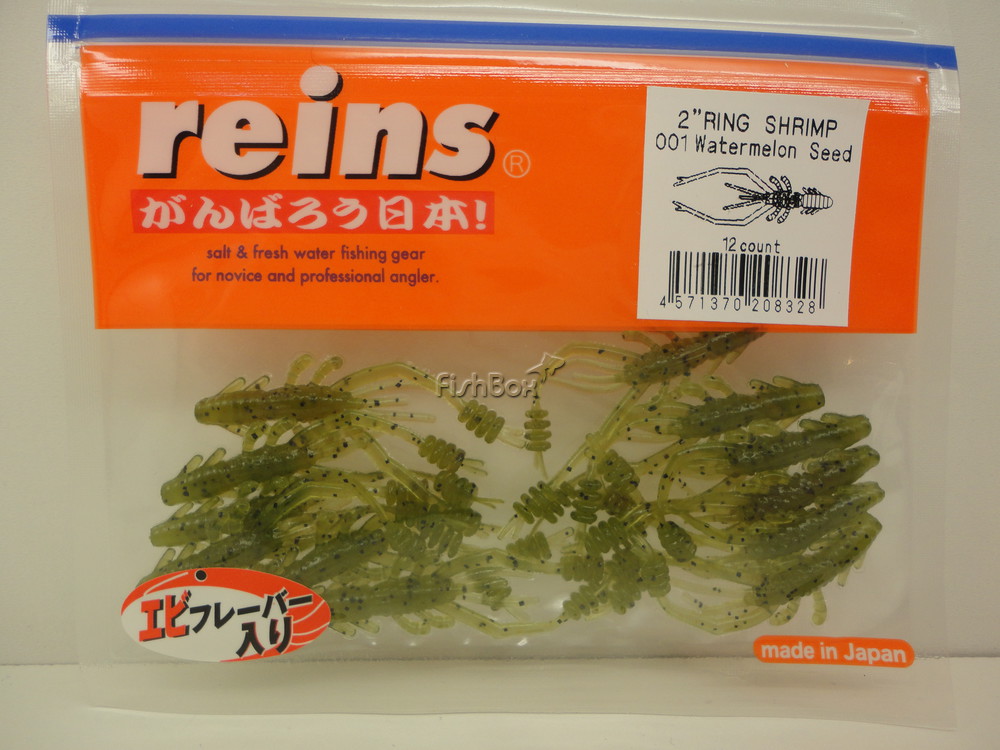 reins®
がんばろう日本!
salt & fresh water fishing gear
for novice and professional angler.
2"RING SHRIMP
001 Watermelon Seed
12 count
4 571370 208328
FishBox
エビフレーバー
入り
made in Japan